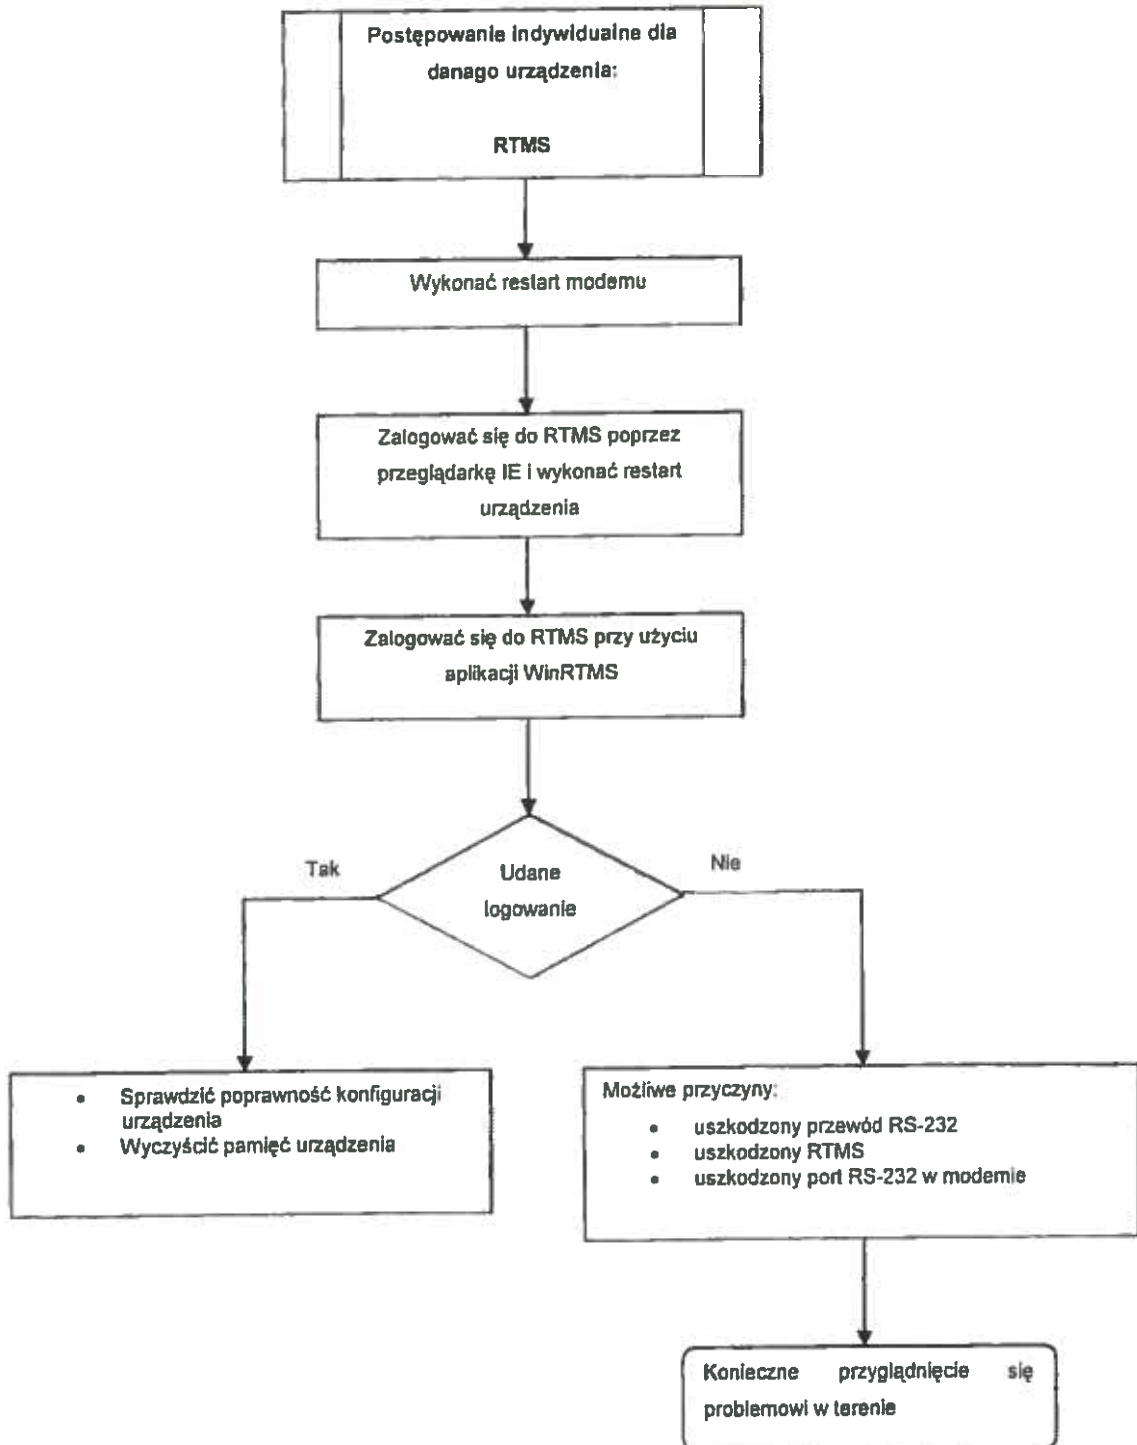 Postępowanie indywidualne dla
danago urządzenia:
RTMS
Wykonać restart modemu
Zalogować się do RTMS poprzez
przeglądarkę IE i wykonać restart
urządzenia
Zalogować się do RTMS przy użyciu
aplikacji WinRTMS
Udane
logowanie
Tak
Nie
• Sprawdzić poprawność konfiguracji
urządzenia
• Wyczyścić pamięć urządzenia
Możliwe przyczyny:
• uszkodzony przewód RS-232
• uszkodzony RTMS
• uszkodzony port RS-232 w modemie
Konieczne przyglądnięcie się
problemowi w terenie